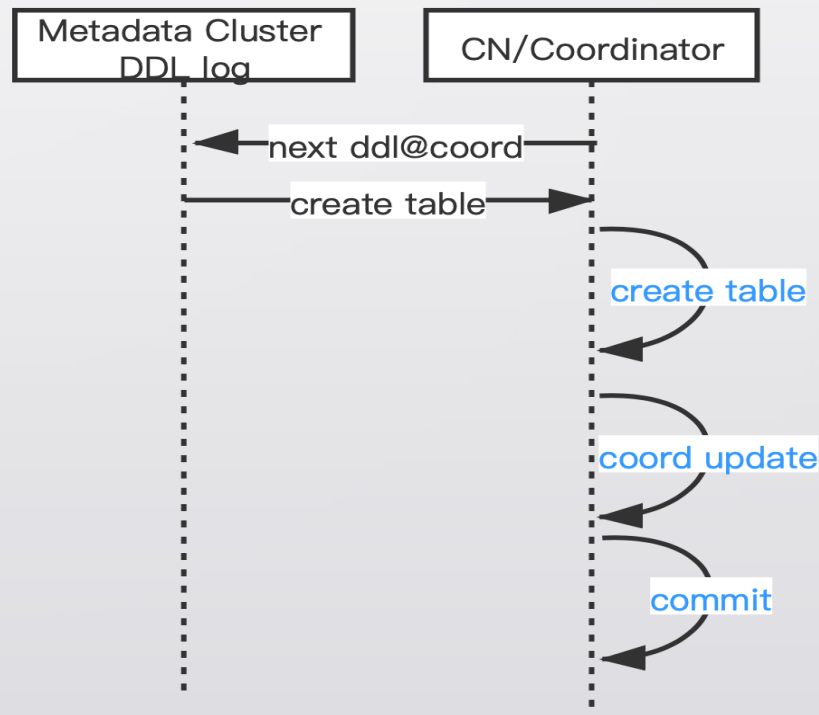 Metadata Cluster
DDL log
CN/Coordinator
next ddl@coord
create table
create table
coord update
commit